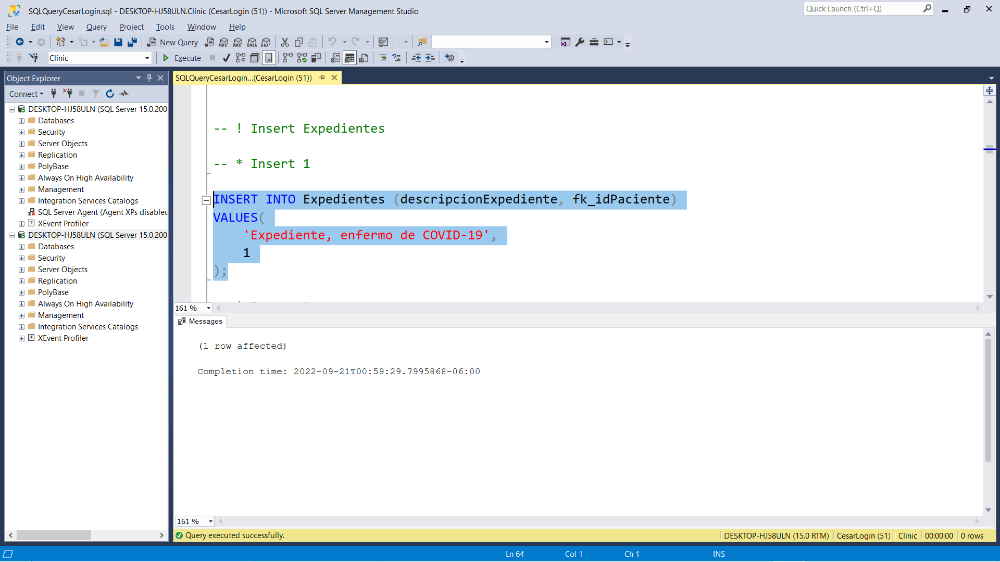 SQLQueryCesarLogin.sql - DESKTOP-HJ58ULN.Clinic (CesarLogin (51)) - Microsoft SQL Server Management Studio
Quick Launch (Ctrl+Q)
File Edit View Query Project Tools Window Help
New Query MDX DMX XMLA DAX
Clinic Execute
Object Explorer
SQLQueryCesarLogin...(CesarLogin (51))
Connect
DESKTOP-HJ58ULN (SQL Server 15.0.200
Databases
Security
Server Objects
Replication
PolyBase
Always On High Availability
Management
Integration Services Catalogs
SQL Server Agent (Agent XPs disabled
XEvent Profiler
DESKTOP-HJ58ULN (SQL Server 15.0.200
Databases
Security
Server Objects
Replication
PolyBase
Always On High Availability
Management
Integration Services Catalogs
XEvent Profiler
-- ! Insert Expedientes
-- * Insert 1
INSERT INTO Expedientes (descripcionExpediente, fk_idPaciente)
VALUES(
'Expediente, enfermo de COVID-19',
1
);
161 %
Messages
(1 row affected)
Completion time: 2022-09-21T00:59:29.7995868-06:00
161 %
Query executed successfully. DESKTOP-HJ58ULN (15.0 RTM) CesarLogin (51) Clinic 00:00:00 0 rows
Ln 64 Col 1 Ch 1 INS